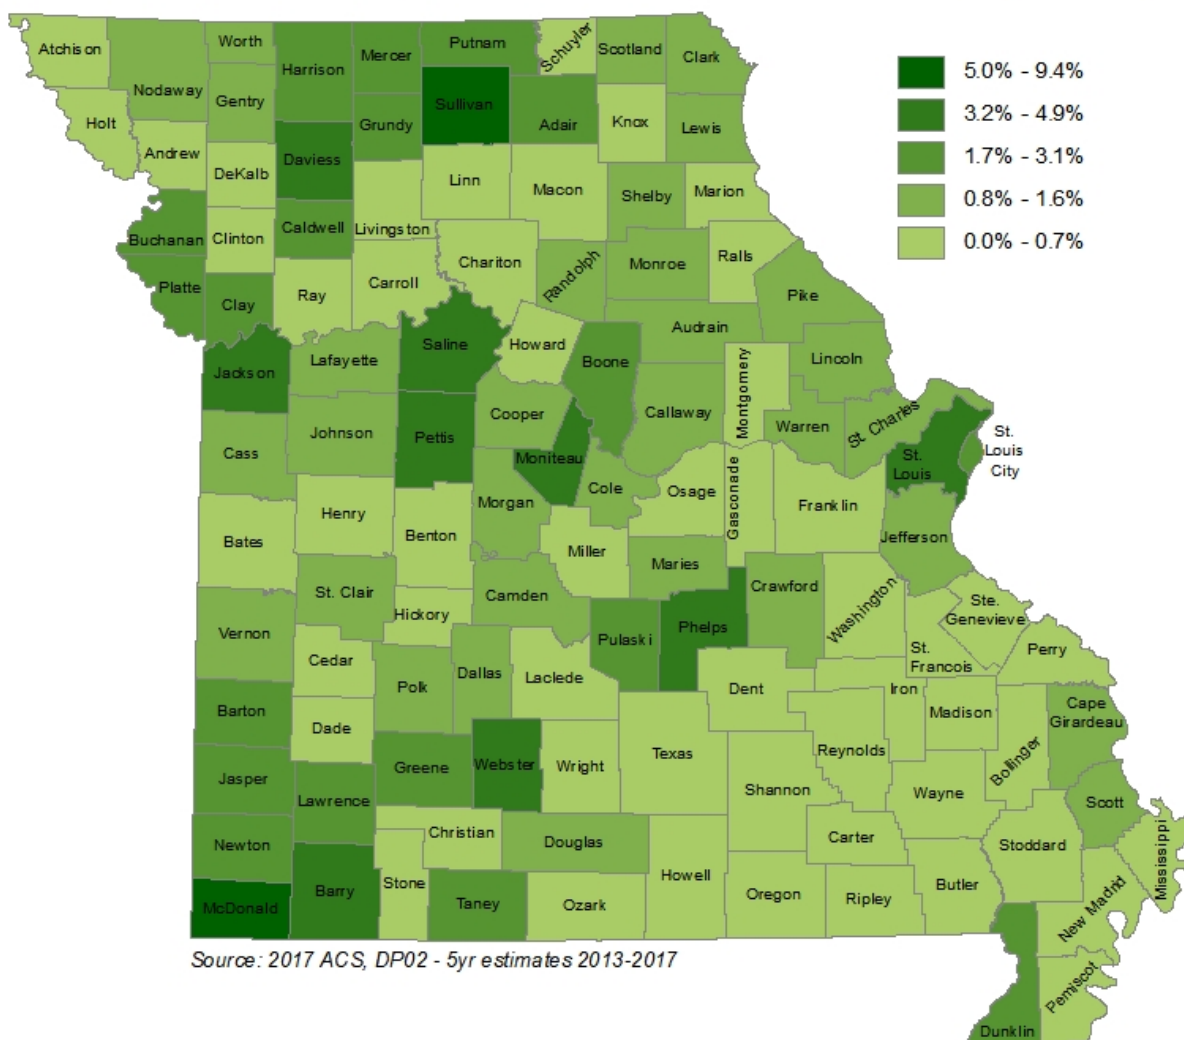 Atchison
Worth
Mercer
Putnam
Schuyler
Scotland
Clark
5.0% - 9.4%
Nodaway
Harrison
Gentry
Sullivan
3.2% - 4.9%
Holt
Grundy
Adair
Knox
Lewis
Andrew
Daviess
1.7% - 3.1%
DeKalb
Linn
Macon
Shelby
Marion
0.8% - 1.6%
Buchanan
Clinton
Caldwell
Livingston
0.0% - 0.7%
Chariton
Randolph
Monroe
Ralls
Platte
Clay
Ray
Carroll
Pike
Audrain
Saline
Howard
Lafayette
Boone
Lincoln
Jackson
Montgomery
Cooper
Callaway
Warren
St. Charles
Johnson
Pettis
St.
Louis
City
Cass
Moniteau
St.
Louis
Cole
Osage
Gasconade
Morgan
Franklin
Henry
Benton
Bates
Miller
Jefferson
Maries
St. Clair
Camden
Crawford
Washington
Ste.
Genevieve
Hickory
Vernon
Pulaski
Phelps
St.
Francois
Perry
Cedar
Dallas
Laclede
Polk
Dent
Iron
Barton
Dade
Madison
Cape
Girardeau
Texas
Reynolds
Bollinger
Greene
Webster
Wright
Jasper
Shannon
Wayne
Lawrence
Scott
Christian
Carter
Mississippi
Newton
Douglas
Stoddard
Barry
Stone
Howell
Butler
McDonald
Taney
Ozark
Oregon
Ripley
New Madrid
Pemiscot
Dunklin
Source: 2017 ACS, DP02 - 5yr estimates 2013-2017